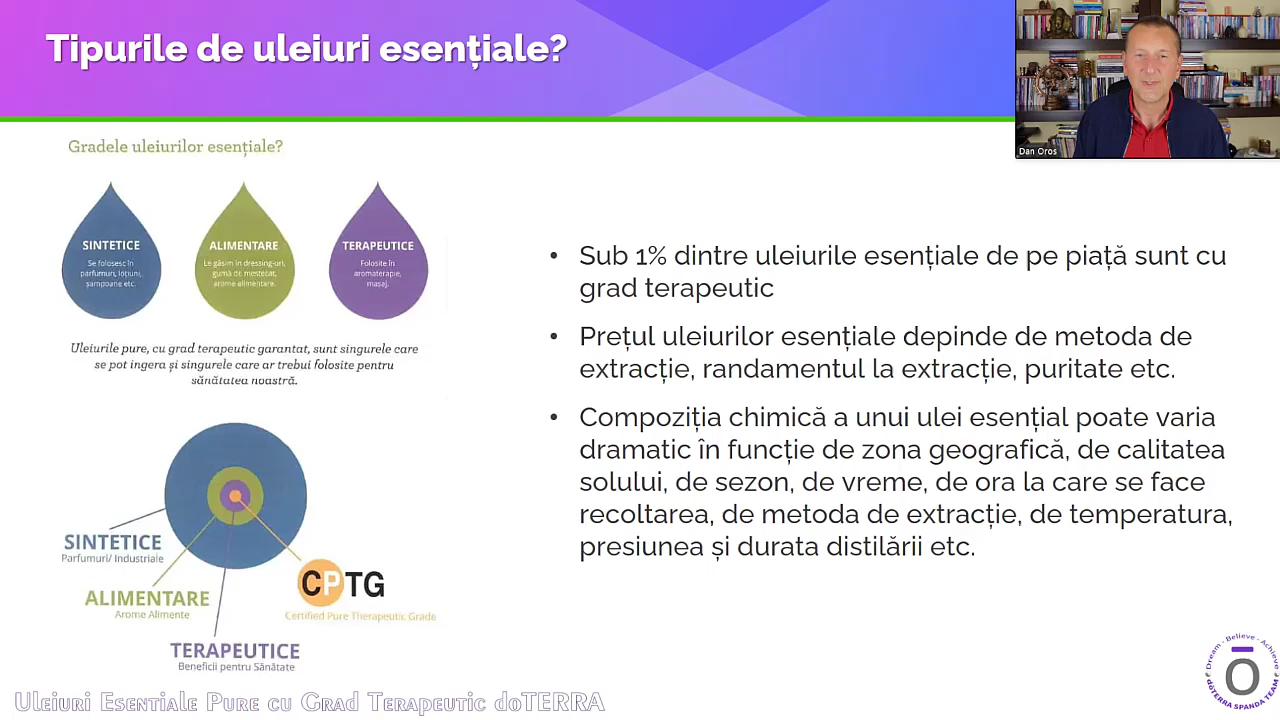 Tipurile de uleiuri esențiale?
Dan Oros
Gradele uleiurilor esențiale?
SINTETICE
Se folosesc în
parfumuri, loțiuni,
șampoane etc.
ALIMENTARE
Le găsim în dressing-uri,
gumă de mestecat,
arome alimentare.
TERAPEUTICE
Folosite în
aromaterapie,
masaj.
Uleiurile pure, cu grad terapeutic garantat, sunt singurele care
se pot ingera și singurele care ar trebui folosite pentru
sănătatea noastră.
SINTETICE
Parfumuri/ Industriale
ALIMENTARE
Arome Alimente
TERAPEUTICE
Beneficii pentru Sănătate
CPTG
Certified Pure Therapeutic Grade
• Sub 1% dintre uleiurile esențiale de pe piață sunt cu
grad terapeutic
• Prețul uleiurilor esențiale depinde de metoda de
extracție, randamentul la extracție, puritate etc.
• Compoziția chimică a unui ulei esențial poate varia
dramatic în funcție de zona geografică, de calitatea
solului, de sezon, de vreme, de ora la care se face
recoltarea, de metoda de extracție, de temperatura,
presiunea și durata distilării etc.
Uleiuri Esentiale Pure cu Grad Terapeutic doTERRA
Dream - Believe - Achieve
dōTERRA SPANDA TEAM